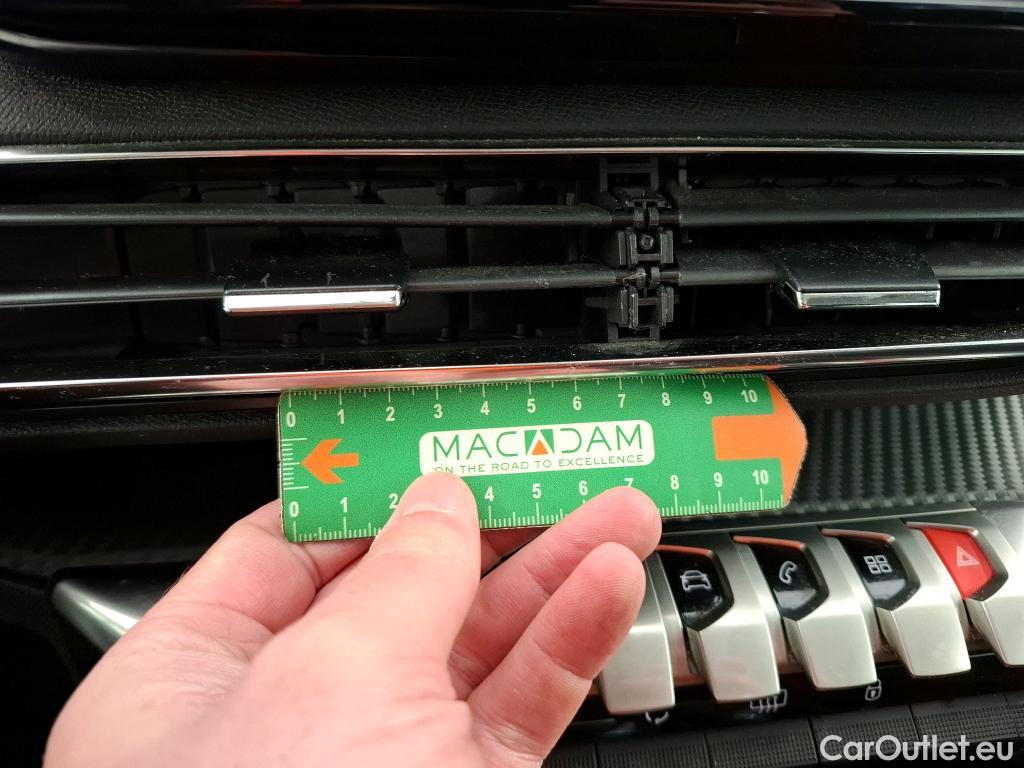 0 1 2 3 4 5 6 7 8 9 10
MACADAM
ON THE ROAD TO EXCELLENCE
0 1 2 4 5 6 7 8 9 10
CarOutlet.eu